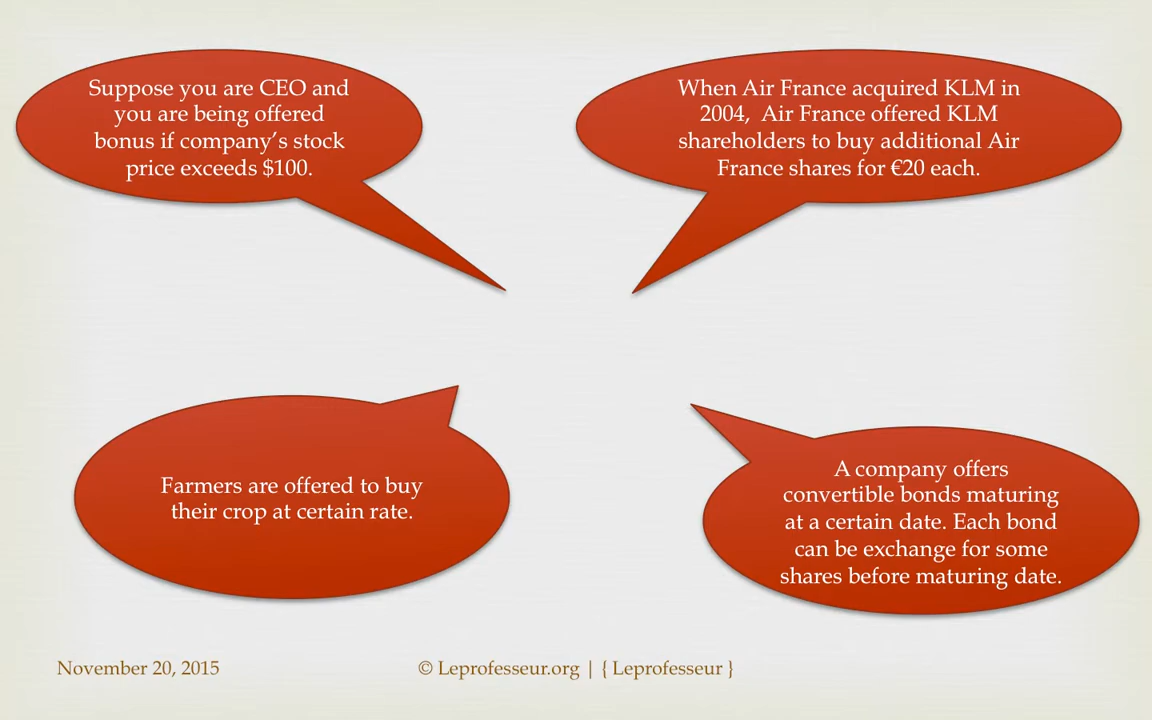 Suppose you are CEO and
you are being offered
bonus if company’s stock
price exceeds $100.
When Air France acquired KLM in
2004,  Air France offered KLM
shareholders to buy additional Air
France shares for €20 each.
Farmers are offered to buy
their crop at certain rate.
A company offers
convertible bonds maturing
at a certain date. Each bond
can be exchange for some
shares before maturing date.
November 20, 2015
© Leprofesseur.org | { Leprofesseur }